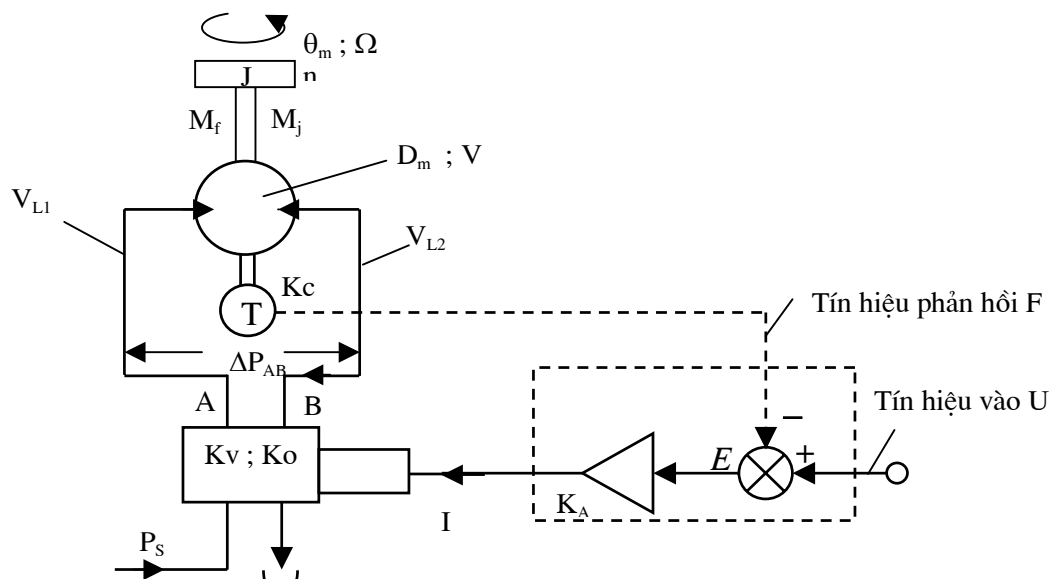 θm ; Ω
J
n
Mf
Mj
Dm ; V
VL1
VL2
Kc
T
Tín hiệu phản hồi F
ΔPAB
A
B
Tín hiệu vào U
Kv ; Ko
E
+
−
KA
I
PS